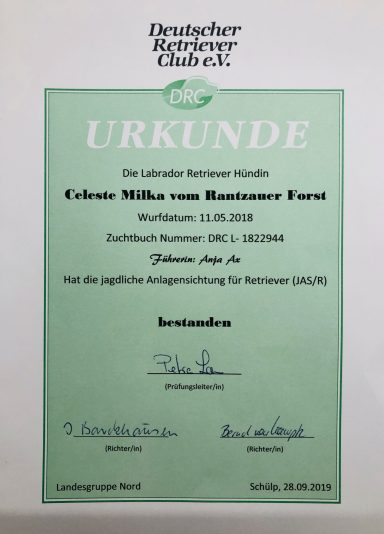 Deutscher
Retriever
Club e.V.
DRC
URKUNDE
Die Labrador Retriever Hündin
Celeste Milka vom Rantzauer Forst
Wurfdatum: 11.05.2018
Zuchtbuch Nummer: DRC L- 1822944
Führerin: Anja Ax
Hat die jagdliche Anlagensichtung für Retriever (JAS/R)
bestanden
(Prüfungsleiter/in)
(Richter/in) (Richter/in)
Landesgruppe Nord Schülp, 28.09.2019